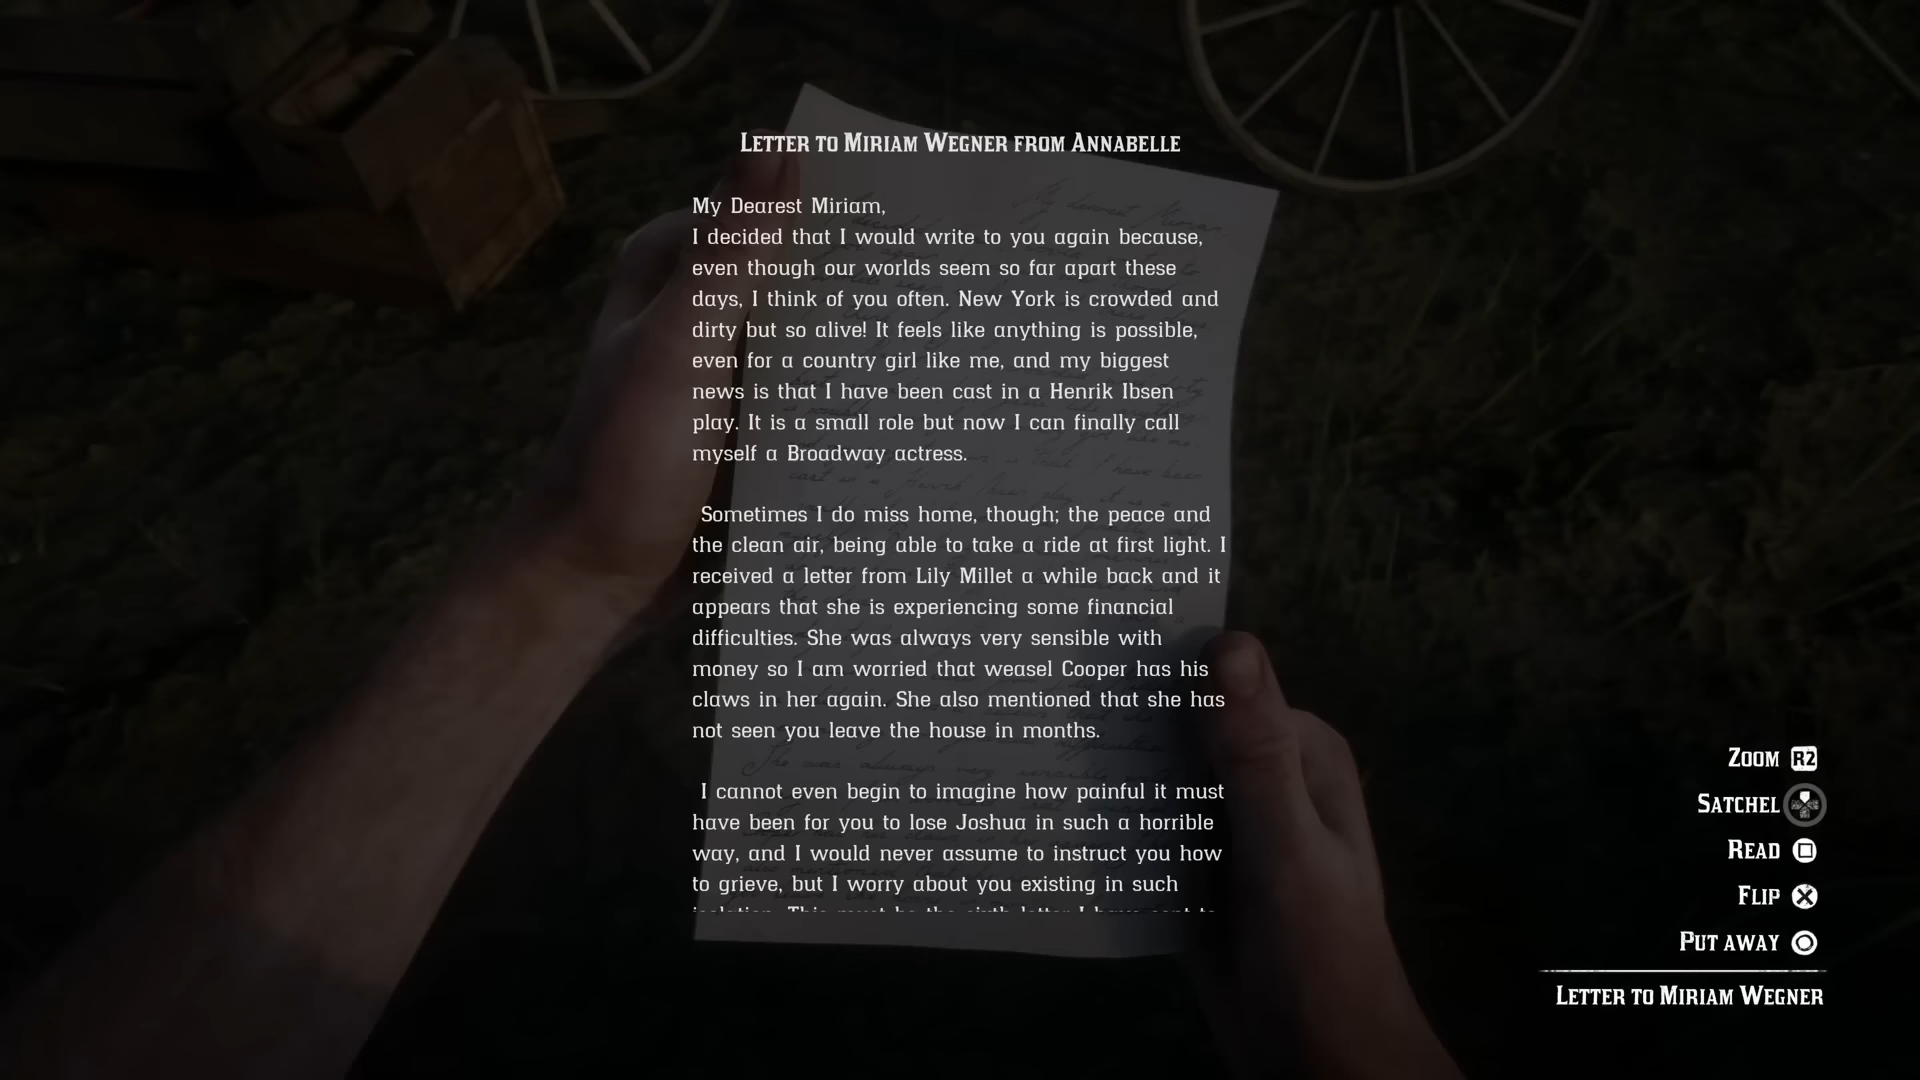 Letter to Miriam Wegner from Annabelle
My Dearest Miriam,
I decided that I would write to you again because,
even though our worlds seem so far apart these
days, I think of you often. New York is crowded and
dirty but so alive! It feels like anything is possible,
even for a country girl like me, and my biggest
news is that I have been cast in a Henrik Ibsen
play. It is a small role but now I can finally call
myself a Broadway actress.
Sometimes I do miss home, though; the peace and
the clean air, being able to take a ride at first light. I
received a letter from Lily Millet a while back and it
appears that she is experiencing some financial
difficulties. She was always very sensible with
money so I am worried that weasel Cooper has his
claws in her again. She also mentioned that she has
not seen you leave the house in months.
I cannot even begin to imagine how painful it must
have been for you to lose Joshua in such a horrible
way, and I would never assume to instruct you how
to grieve, but I worry about you existing in such
isolation. This must be the sixth letter I have sent to
Zoom R2
Satchel
Read
Flip
Put away
Letter to Miriam Wegner